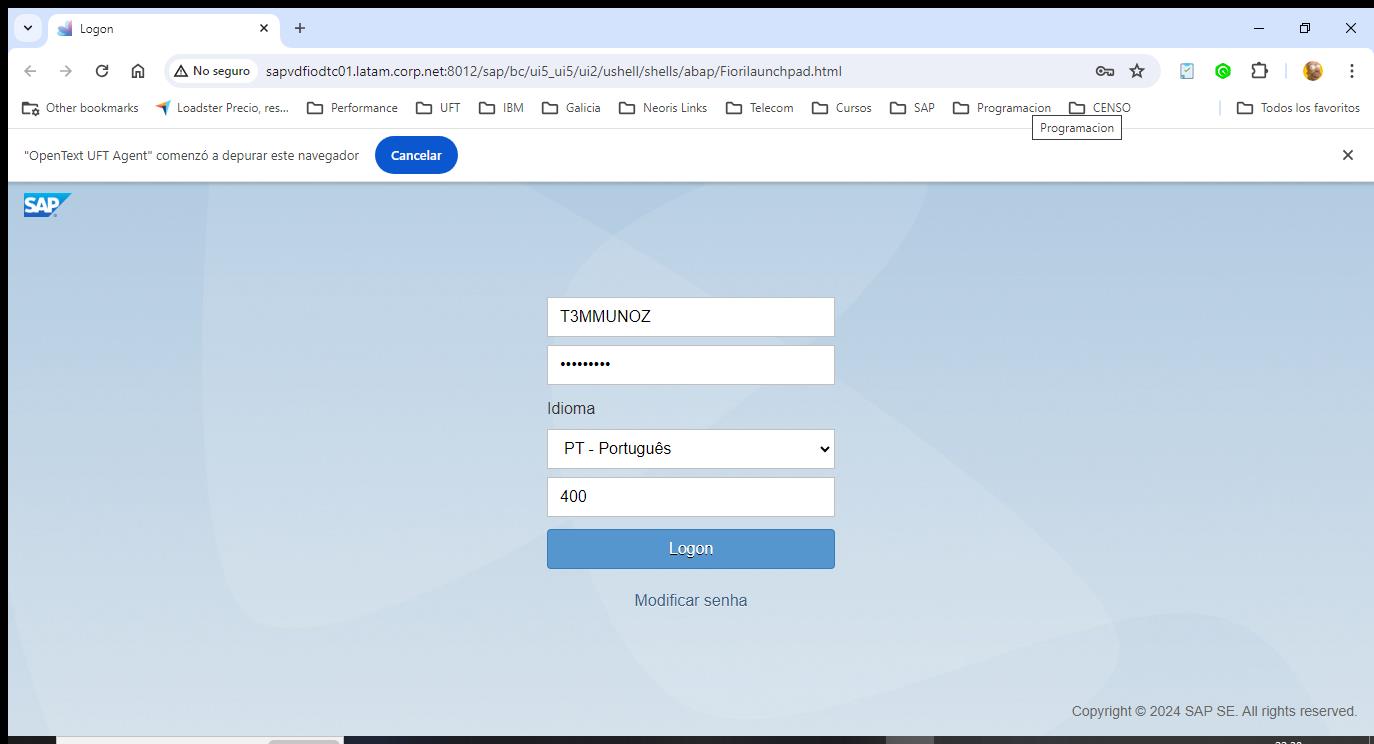 Logon
No seguro sapvdfiodtc01.latam.corp.net:8012/sap/bc/ui5_ui5/ui2/ushell/shells/abap/Fiorilaunchpad.html
Other bookmarks Loadster Precio, res... Performance UFT IBM Galicia Neoris Links Telecom Cursos SAP Programacion CENSO Todos los favoritos
Programacion
"OpenText UFT Agent" comenzó a depurar este navegador Cancelar
SAP
T3MMUNOZ
•••••••••
Idioma
PT - Português
400
Logon
Modificar senha
Copyright © 2024 SAP SE. All rights reserved.